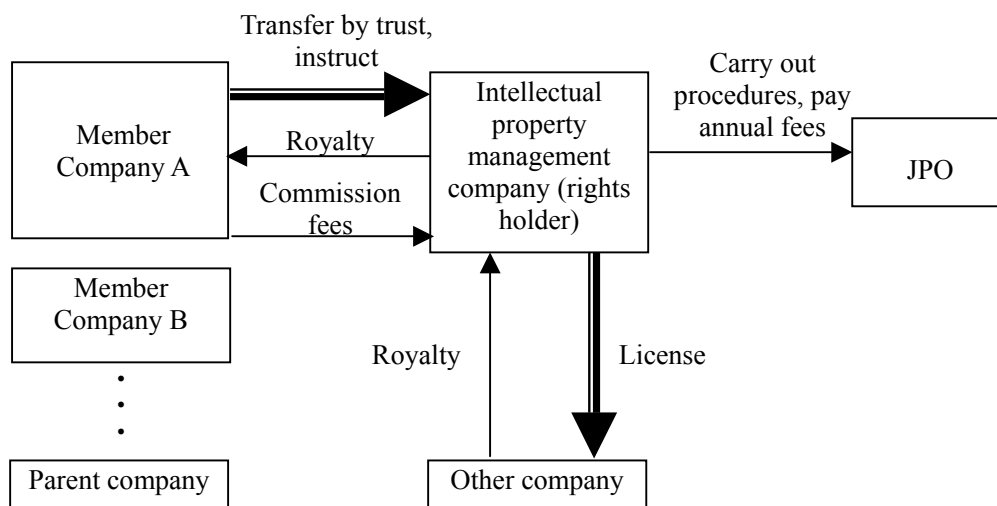 Transfer by trust,
instruct
Member
Company A
Royalty
Commission
fees
Intellectual
property
management
company (rights
holder)
Carry out
procedures, pay
annual fees
JPO
Member
Company B
Royalty
License
Parent company
Other company